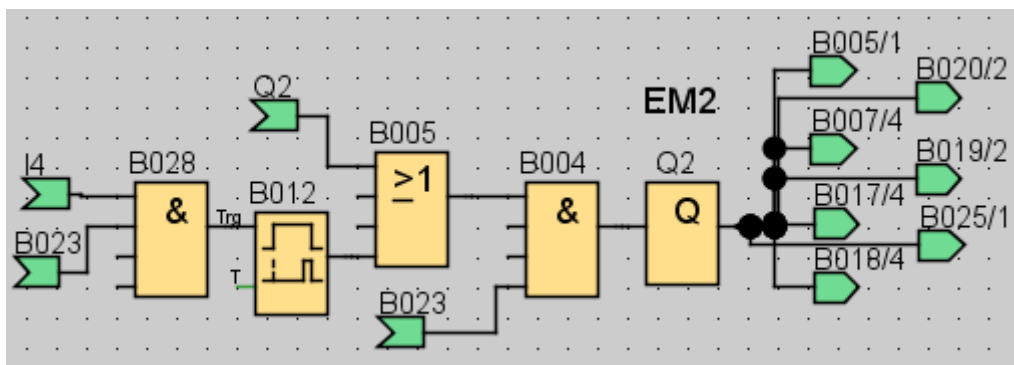 B005/1
B020/2
Q2
EM2
B007/4
B005
I4
B028
B004
Q2
B019/2
≥1
B012
&
Trg
&
Q
B017/4
B025/1
B023
T
B018/4
B023